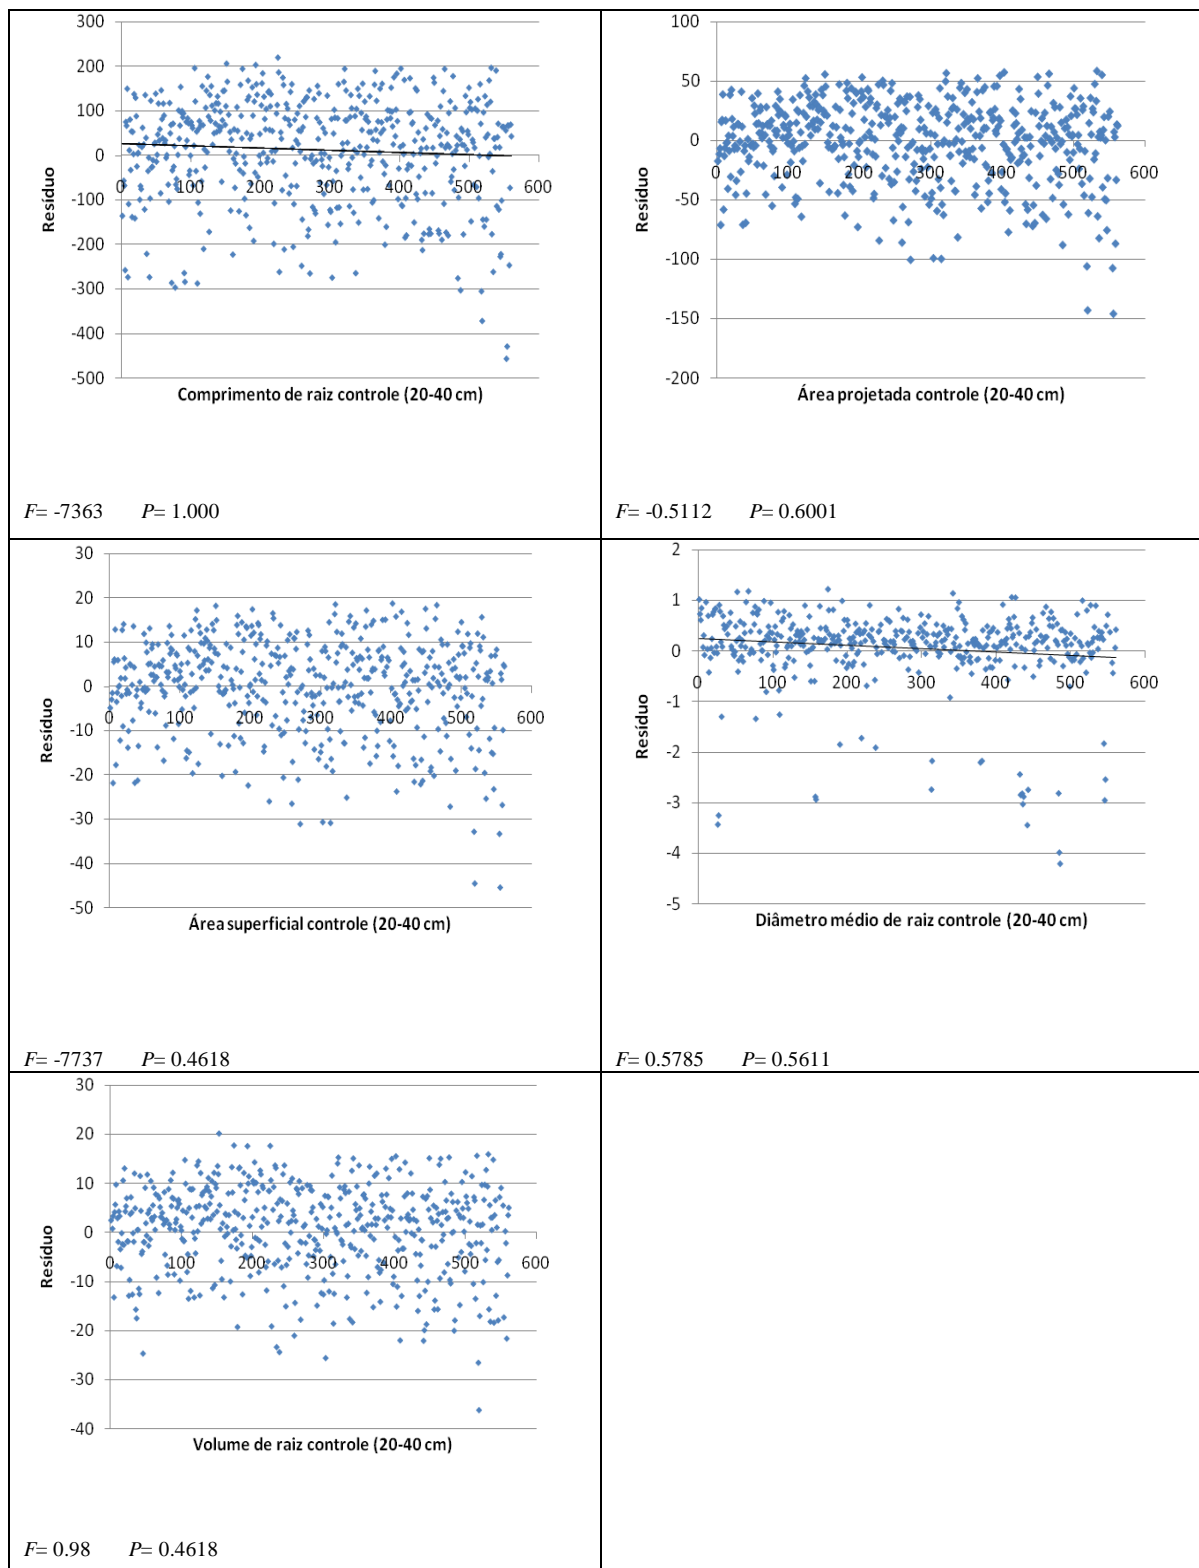 300
200
100
0
-100
-200
-300
-400
-500
0 100 200 300 400 500 600
Resíduo
Comprimento de raiz controle (20-40 cm)
F= -7363 P= 1.000
100
50
0
-50
-100
-150
-200
0 100 200 300 400 500 600
Resíduo
Área projetada controle (20-40 cm)
F= -0.5112 P= 0.6001
30
20
10
0
-10
-20
-30
-40
-50
0 100 200 300 400 500 600
Resíduo
Área superficial controle (20-40 cm)
F= -7737 P= 0.4618
2
1
0
-1
-2
-3
-4
-5
0 100 200 300 400 500 600
Resíduo
Diâmetro médio de raiz controle (20-40 cm)
F= 0.5785 P= 0.5611
30
20
10
0
-10
-20
-30
-40
0 100 200 300 400 500 600
Resíduo
Volume de raiz controle (20-40 cm)
F= 0.98 P= 0.4618